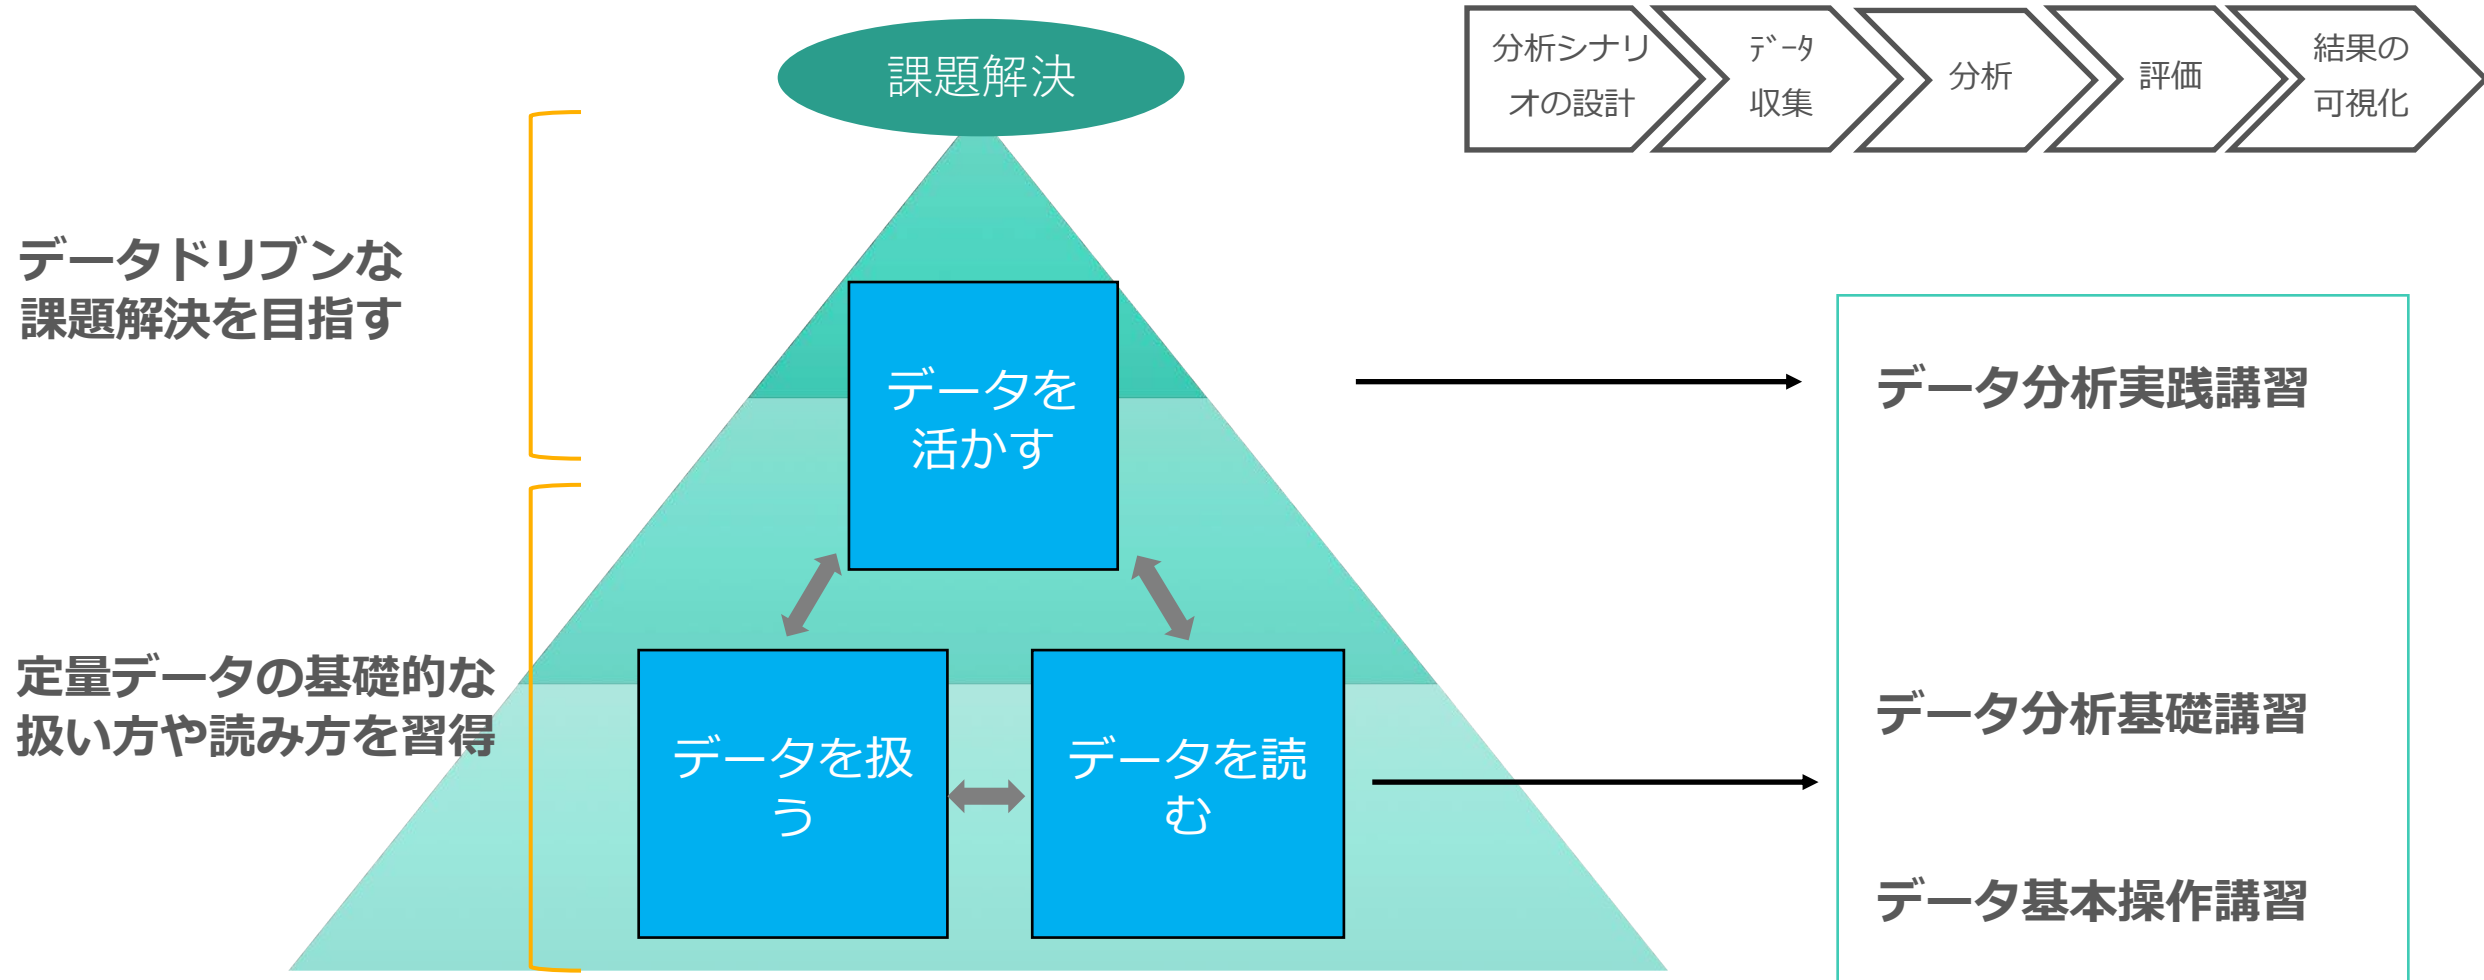 課題解決
分析シナリ
オの設計
ﾃﾞｰﾀ
収集
分析
評価
結果の
可視化
データドリブンな
課題解決を目指す
データを
活かす
データ分析実践講習
定量データの基礎的な
扱い方や読み方を習得
データを扱
う
データを読
む
データ分析基礎講習
データ基本操作講習